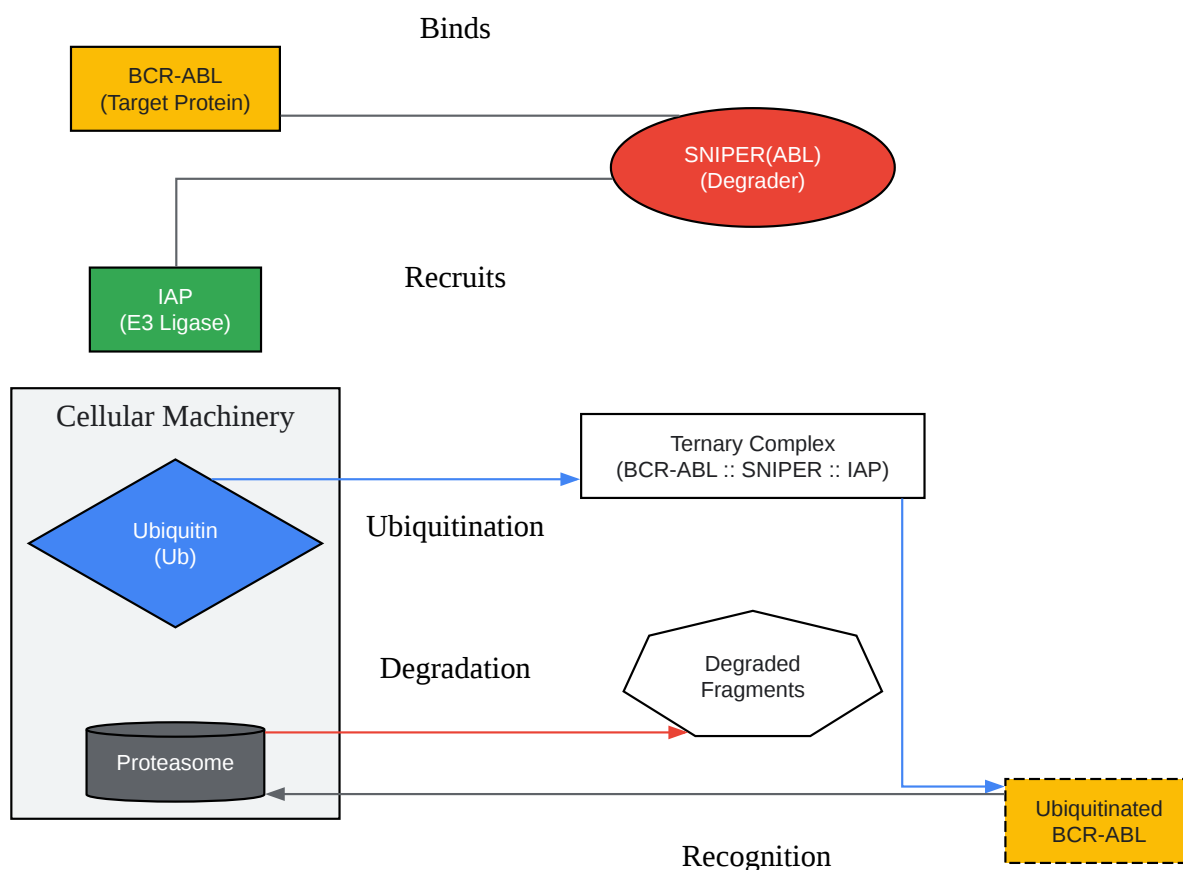 Binds
BCR-ABL
(Target Protein)
SNIPER(ABL)
(Degrader)
Recruits
IAP
(E3 Ligase)
Cellular Machinery
Ternary Complex
(BCR-ABL :: SNIPER :: IAP)
Ubiquitin
(Ub)
Ubiquitination
Degradation
Degraded
Fragments
Proteasome
Ubiquitinated
BCR-ABL
Recognition